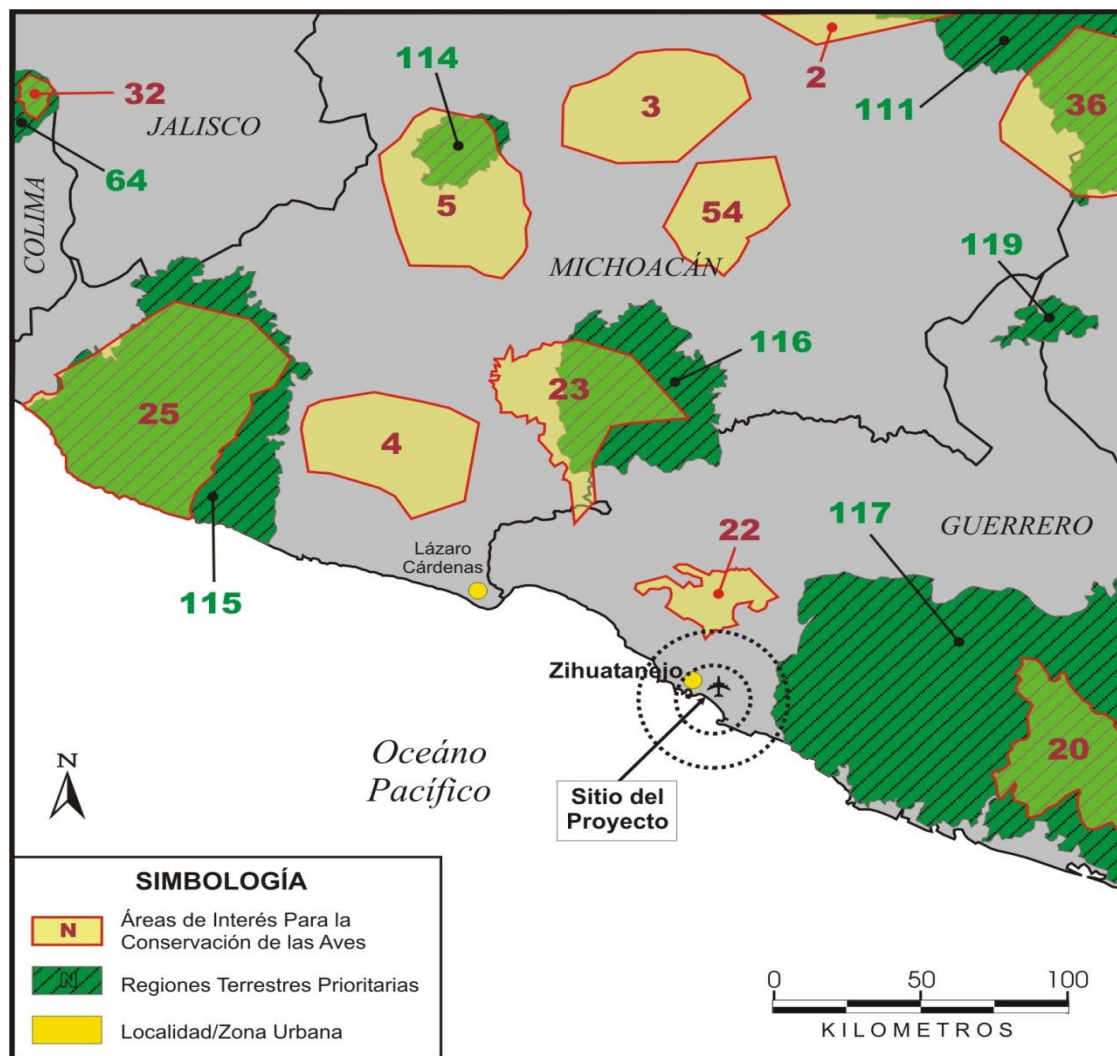 2
114
3
111
32
36
JALISCO
64
5
54
COLIMA
119
MICHOACÁN
116
23
25
4
117
22
GUERRERO
Lázaro
Cárdenas
115
Zihuatanejo
20
Oceáno
Pacífico
N
Sitio del
Proyecto
SIMBOLOGÍA
N
Áreas de Interés Para la
Conservación de las Aves
N
Regiones Terrestres Prioritarias
Localidad/Zona Urbana
0 50 100
KILOMETROS